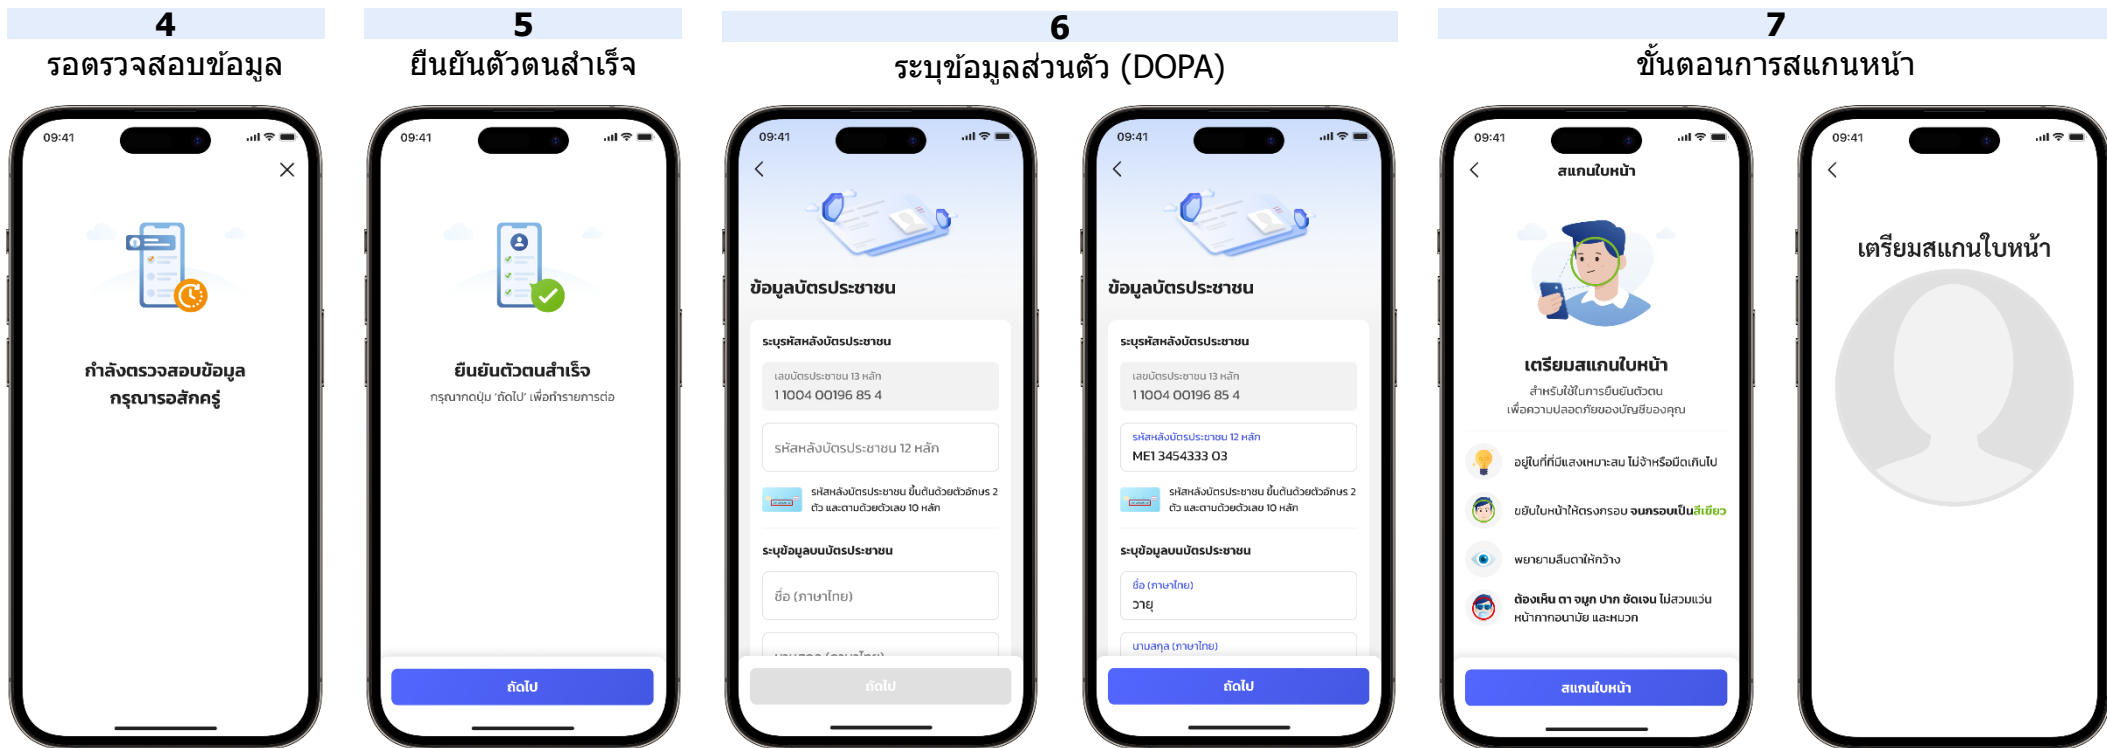 4
รอตรวจสอบข้อมูล
09:41
กำลังตรวจสอบข้อมูล
กรุณารอสักครู่
5
ยืนยันตัวตนสำเร็จ
09:41
ยืนยันตัวตนสำเร็จ
กรุณากดปุ่ม 'ถัดไป' เพื่อทำรายการต่อ
ถัดไป
6
ระบุข้อมูลส่วนตัว (DOPA)
09:41
ข้อมูลบัตรประชาชน
ระบุรหัสหลังบัตรประชาชน
เลขบัตรประชาชน 13 หลัก
1 1004 00196 85 4
รหัสหลังบัตรประชาชน 12 หลัก
รหัสหลังบัตรประชาชน ขึ้นต้นด้วยตัวอักษร 2
ตัว และตามด้วยตัวเลข 10 หลัก
ระบุข้อมูลบนบัตรประชาชน
ชื่อ (ภาษาไทย)
นามสกุล (ภาษาไทย)
ถัดไป
09:41
ข้อมูลบัตรประชาชน
ระบุรหัสหลังบัตรประชาชน
เลขบัตรประชาชน 13 หลัก
1 1004 00196 85 4
รหัสหลังบัตรประชาชน 12 หลัก
ME1 3454333 03
รหัสหลังบัตรประชาชน ขึ้นต้นด้วยตัวอักษร 2
ตัว และตามด้วยตัวเลข 10 หลัก
ระบุข้อมูลบนบัตรประชาชน
ชื่อ (ภาษาไทย)
วายุ
นามสกุล (ภาษาไทย)
ถัดไป
7
ขั้นตอนการสแกนหน้า
09:41
สแกนใบหน้า
เตรียมสแกนใบหน้า
สำหรับใช้ในการยืนยันตัวตน
เพื่อความปลอดภัยของบัญชีของคุณ
อยู่ในที่ที่มีแสงเหมาะสม ไม่จ้าหรือมืดเกินไป
ขยับใบหน้าให้ตรงกรอบ จนกรอบเป็นสีเขียว
พยายามลืมตาให้กว้าง
ต้องเห็น ตา จมูก ปาก ชัดเจน ไม่สวมแว่น
หน้ากากอนามัย และหมวก
สแกนใบหน้า
09:41
เตรียมสแกนใบหน้า